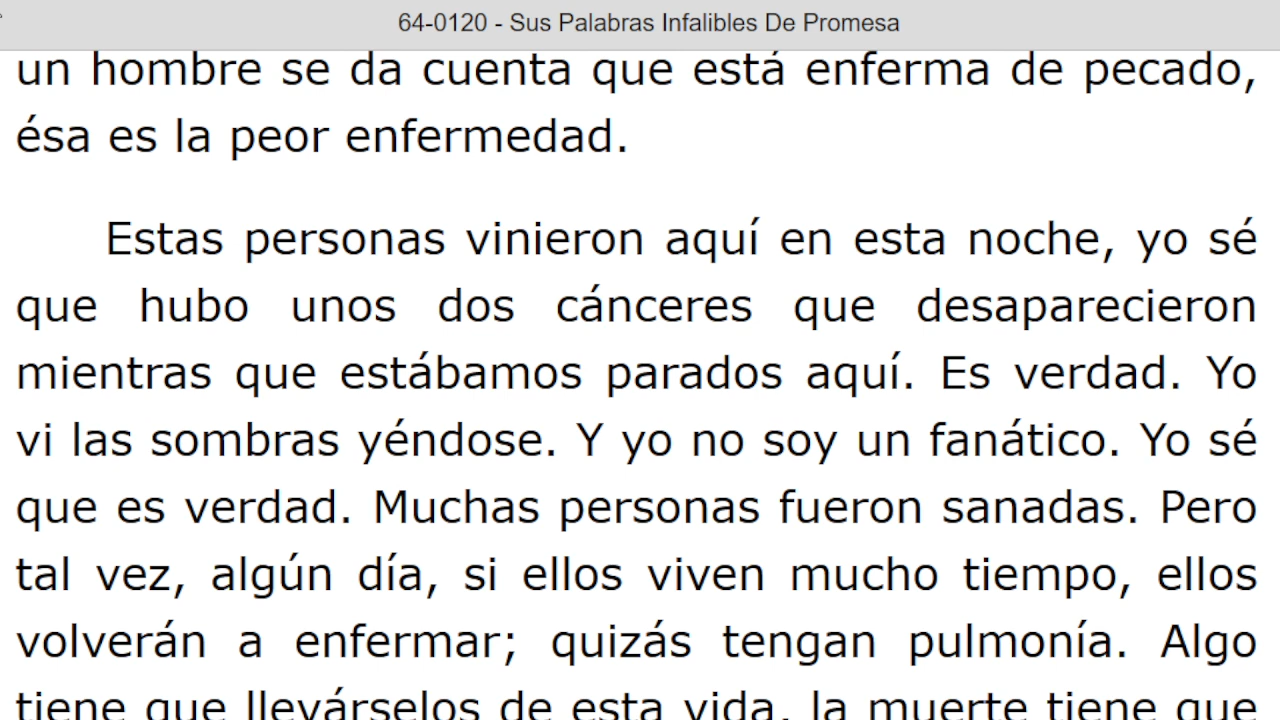 64-0120 - Sus Palabras Infalibles De Promesa
un hombre se da cuenta que está enferma de pecado,
ésa es la peor enfermedad.
Estas personas vinieron aquí en esta noche, yo sé
que hubo unos dos cánceres que desaparecieron
mientras que estábamos parados aquí. Es verdad. Yo
vi las sombras yéndose. Y yo no soy un fanático. Yo sé
que es verdad. Muchas personas fueron sanadas. Pero
tal vez, algún día, si ellos viven mucho tiempo, ellos
volverán a enfermar; quizás tengan pulmonía. Algo
tiene que llevárselos de esta vida, la muerte tiene que